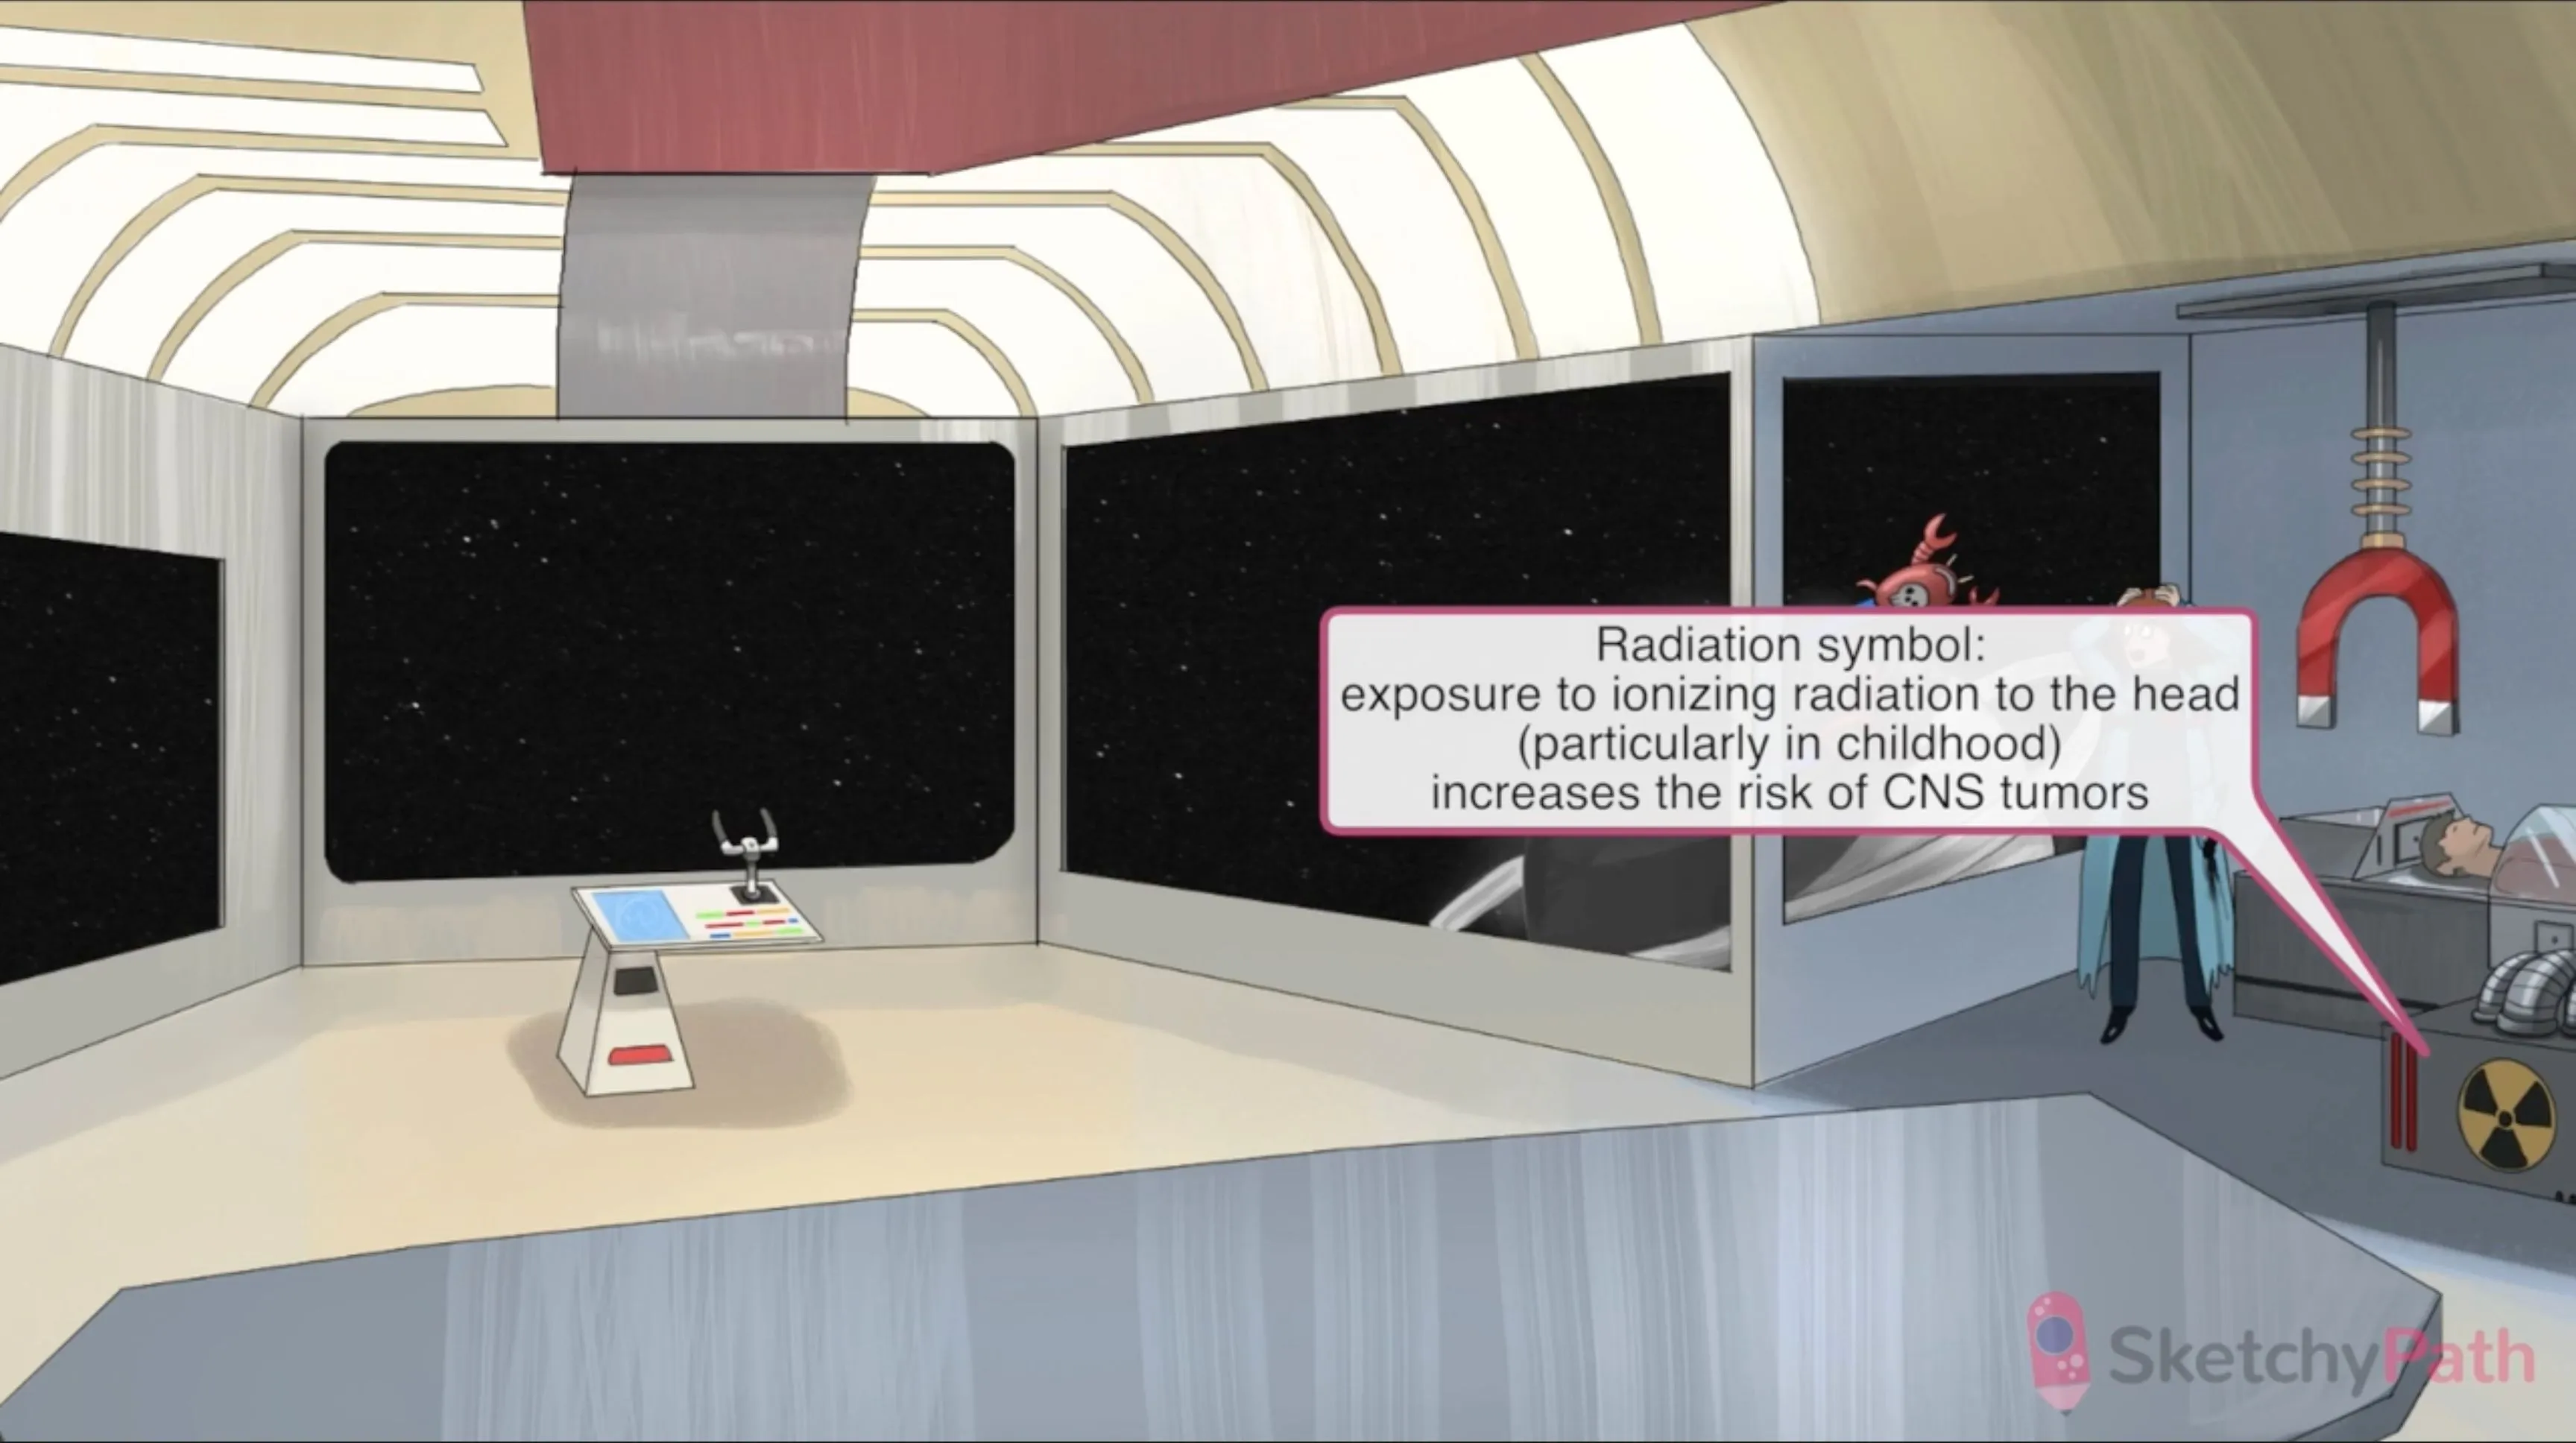 Radiation symbol:
exposure to ionizing radiation to the head
(particularly in childhood)
increases the risk of CNS tumors
SketchyPath